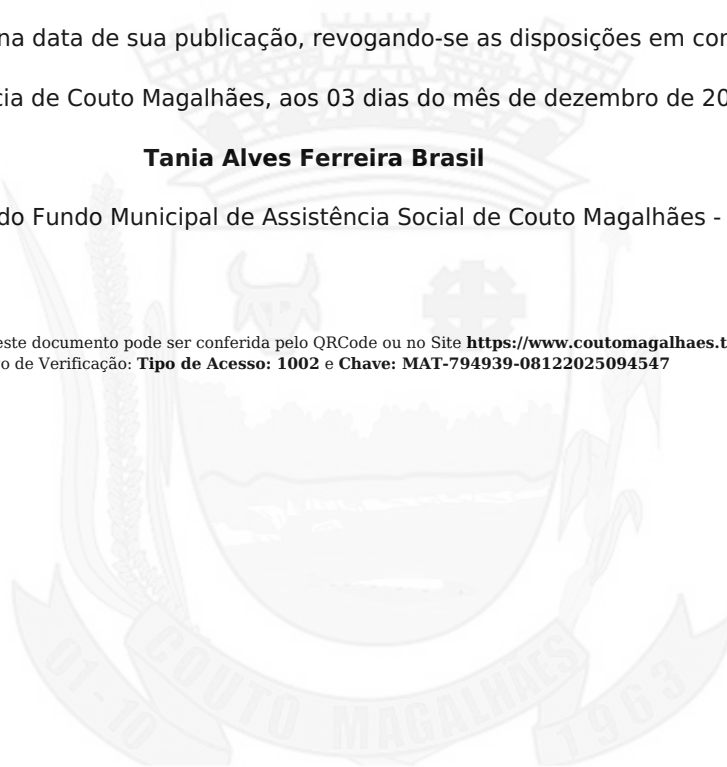 na data de sua publicação, revogando-se as disposições em con
cia de Couto Magalhães, aos 03 dias do mês de dezembro de 20
Tania Alves Ferreira Brasil
do Fundo Municipal de Assistência Social de Couto Magalhães -
este documento pode ser conferida pelo QRCode ou no Site https://www.coutomagalhaes.t
o de Verificação: Tipo de Acesso: 1002 e Chave: MAT-794939-08122025094547
01 - 10 COUTO MAGALHÃES 1963